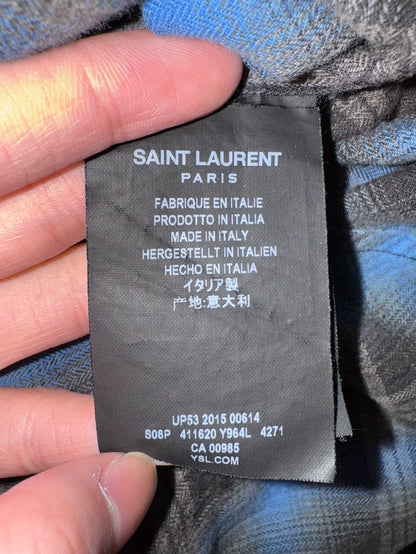 SAINT LAURENT
PARIS
FABRIQUE EN ITALIE
PRODOTTO IN ITALIA
MADE IN ITALY
HERGESTELLT IN ITALIEN
HECHO EN ITALIA
イタリア製
产地:意大利
UP53 2015 00614
S08P 411620 Y964L 4271
CA 00985
YSL.COM